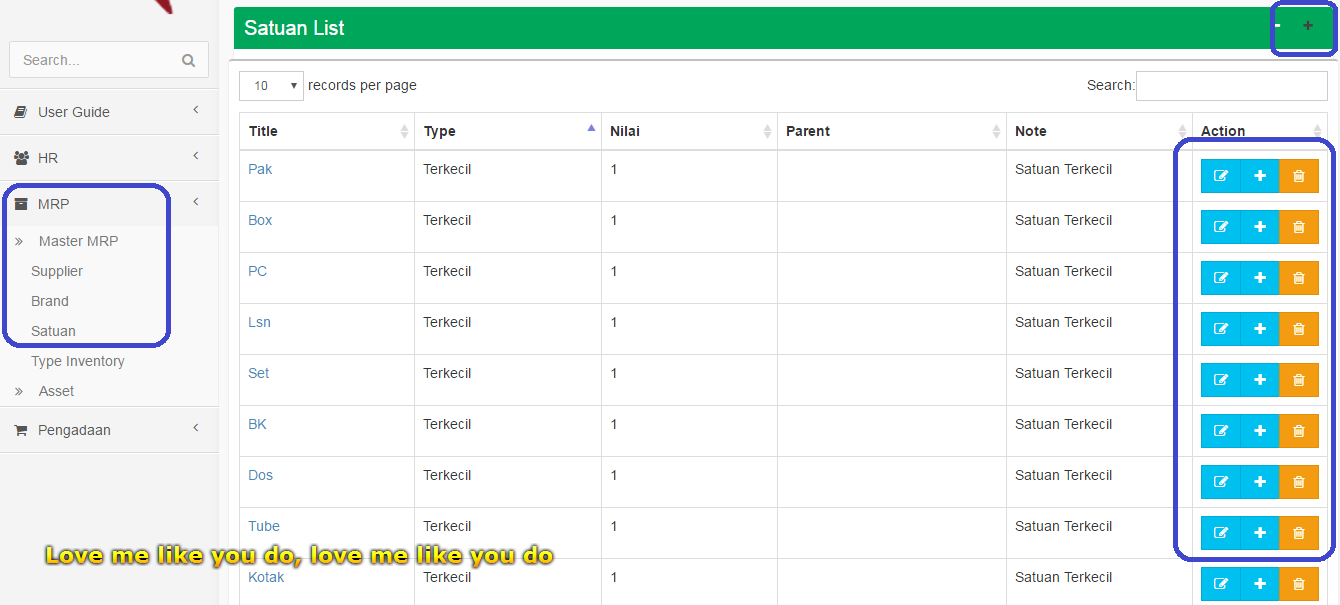 Satuan List
Search...
User Guide
HR
MRP
Master MRP
Supplier
Brand
Satuan
Type Inventory
Asset
Pengadaan
10 records per page
Search:
Title Type Nilai Parent Note Action
Pak Terkecil 1 Satuan Terkecil
Box Terkecil 1 Satuan Terkecil
PC Terkecil 1 Satuan Terkecil
Lsn Terkecil 1 Satuan Terkecil
Set Terkecil 1 Satuan Terkecil
BK Terkecil 1 Satuan Terkecil
Dos Terkecil 1 Satuan Terkecil
Tube Terkecil 1 Satuan Terkecil
Love me like you do, love me like you do
Kotak Terkecil 1 Satuan Terkecil